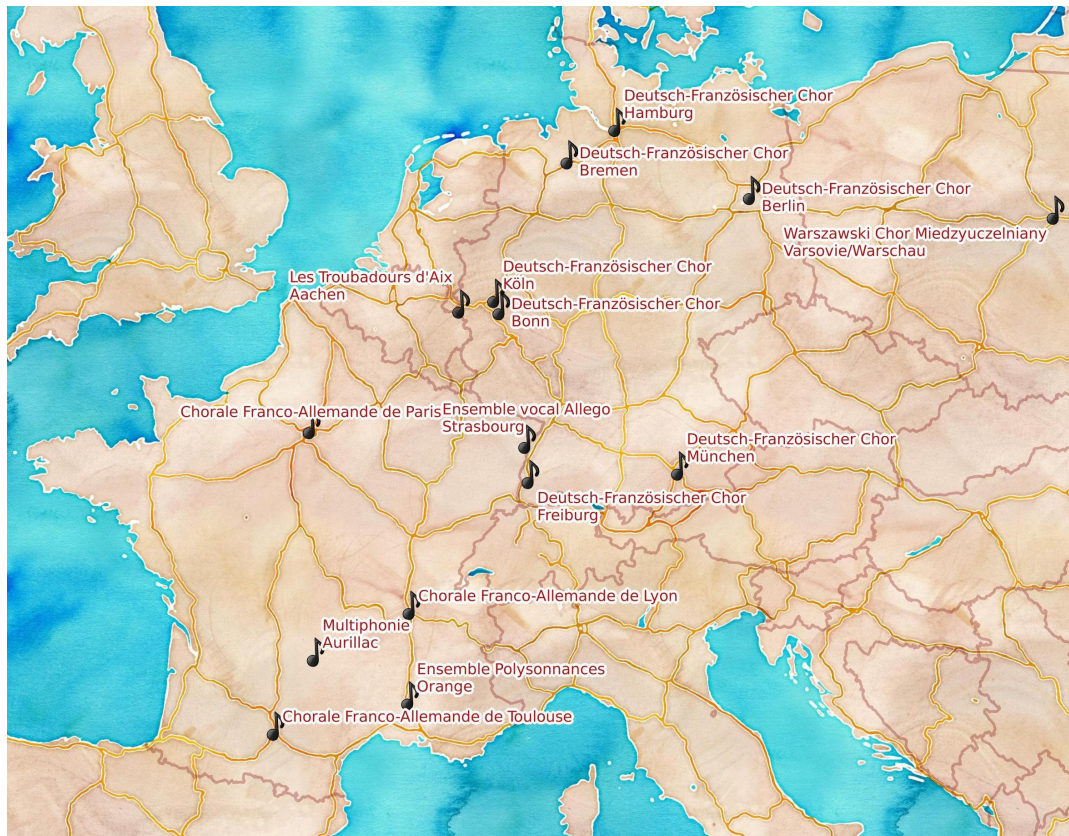 Deutsch-Französischer Chor
Hamburg
Deutsch-Französischer Chor
Bremen
Deutsch-Französischer Chor
Berlin
Warszawski Chor Miedzyuczelniany
Varsovie/Warschau
Deutsch-Französischer Chor
Köln
Les Troubadours d'Aix
Aachen
Deutsch-Französischer Chor
Bonn
Chorale Franco-Allemande de Paris
Ensemble vocal Allego
Strasbourg
Deutsch-Französischer Chor
München
Deutsch-Französischer Chor
Freiburg
Chorale Franco-Allemande de Lyon
Multiphonie
Aurillac
Ensemble Polysonnances
Orange
Chorale Franco-Allemande de Toulouse